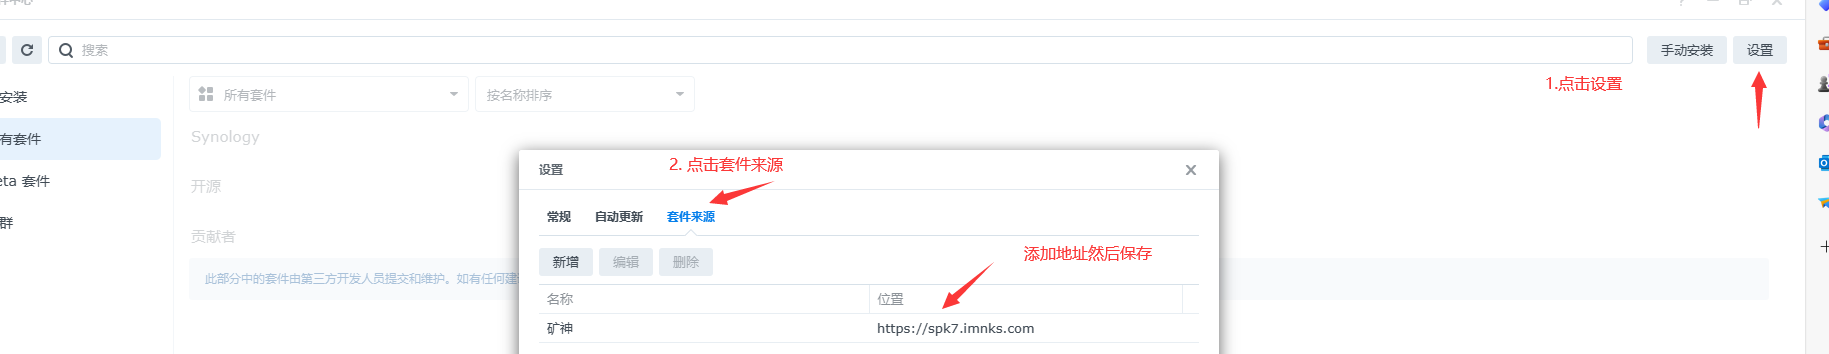 搜索
手动安装
设置
1.点击设置
安装
所有套件
按名称排序
有套件
Synology
eta 套件
开源
群
贡献者
此部分中的套件由第三方开发人员提交和维护。如有任何建
设置
2. 点击套件来源
常规
自动更新
套件来源
添加地址然后保存
新增
编辑
删除
名称
位置
矿神
https://spk7.imnks.com